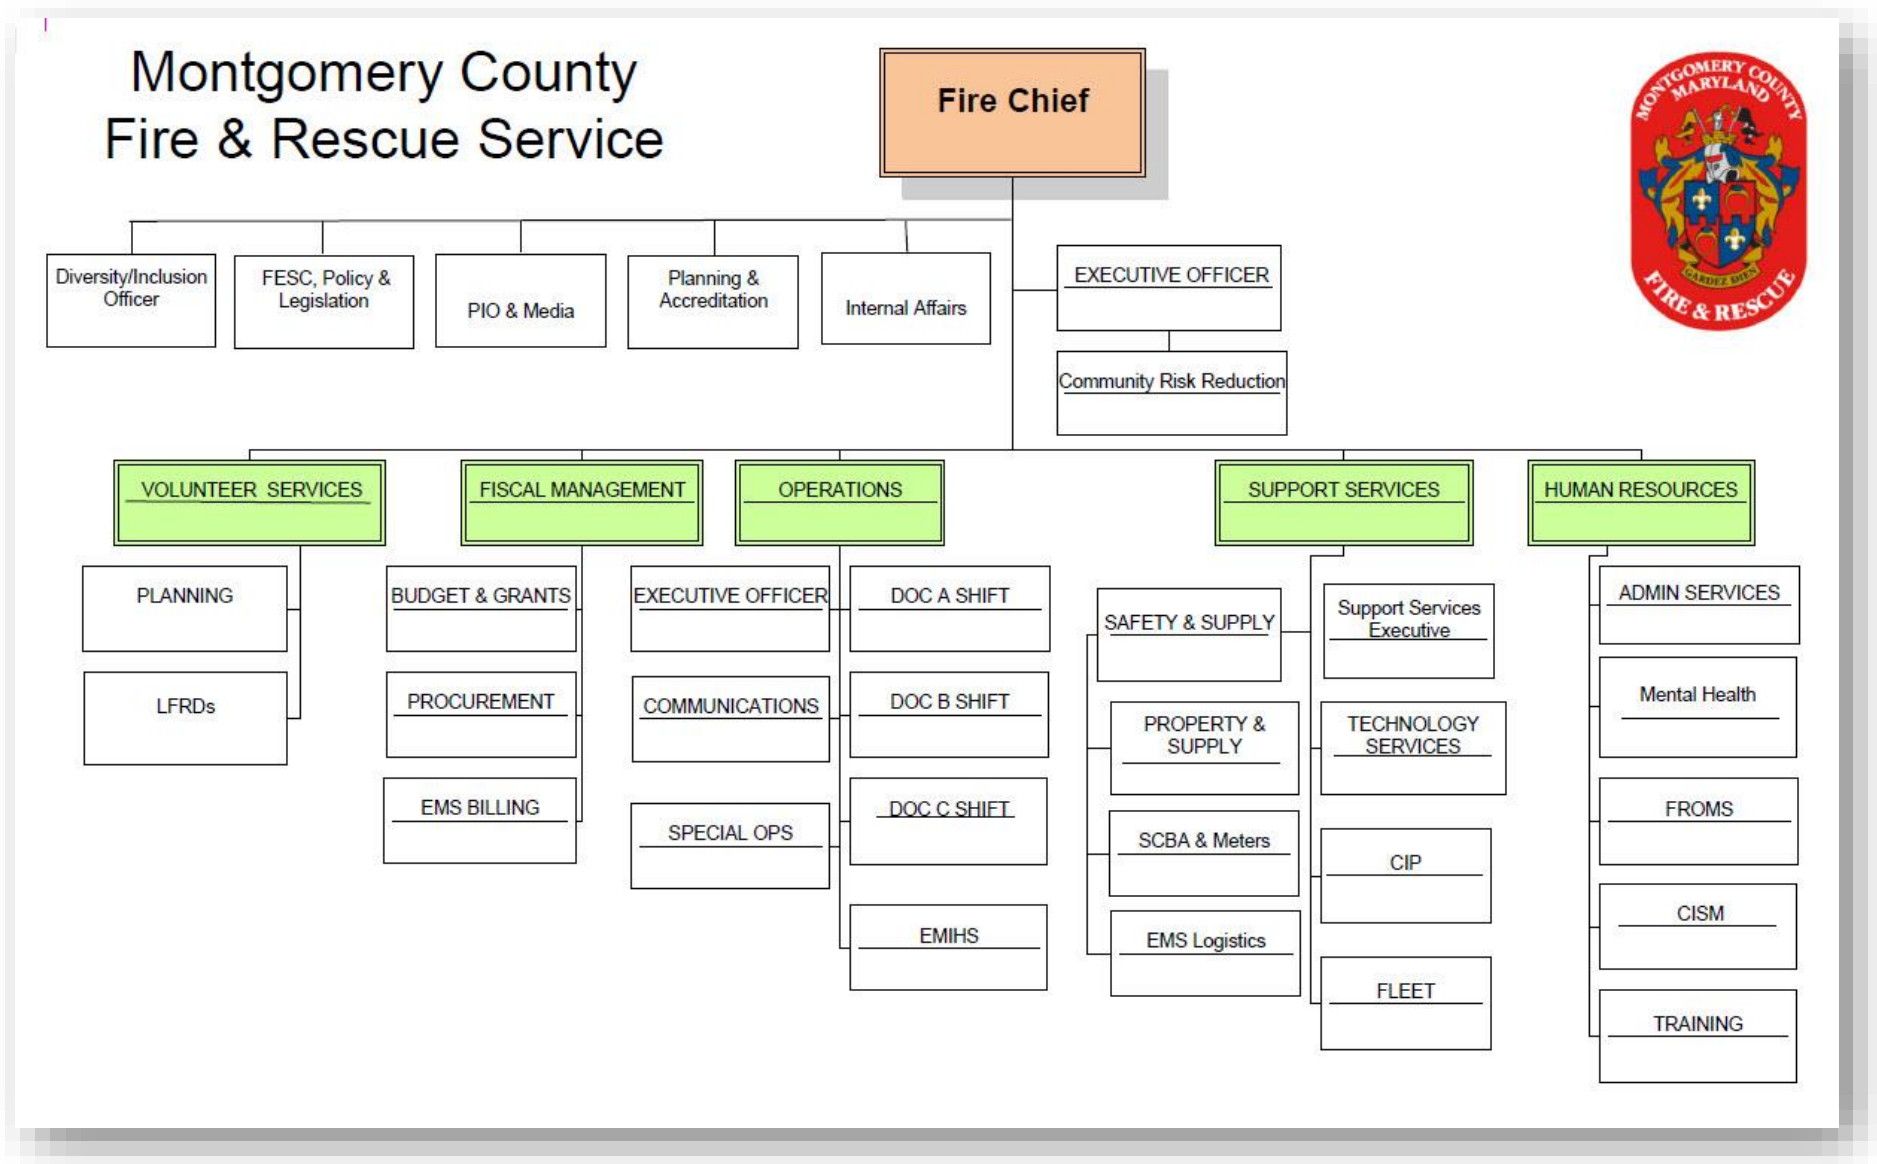 Montgomery County
Fire & Rescue Service
Fire Chief
MONTGOMERY COUNTY
MARYLAND
GARDEZ BIEN
FIRE & RESCUE
Diversity/Inclusion
Officer
FESC, Policy &
Legislation
PIO & Media
Planning &
Accreditation
Internal Affairs
EXECUTIVE OFFICER
Community Risk Reduction
VOLUNTEER SERVICES
FISCAL MANAGEMENT
OPERATIONS
SUPPORT SERVICES
HUMAN RESOURCES
PLANNING
LFRDs
BUDGET & GRANTS
PROCUREMENT
EMS BILLING
EXECUTIVE OFFICER
COMMUNICATIONS
SPECIAL OPS
DOC A SHIFT
DOC B SHIFT
DOC C SHIFT
EMIHS
SAFETY & SUPPLY
PROPERTY &
SUPPLY
SCBA & Meters
EMS Logistics
Support Services
Executive
TECHNOLOGY
SERVICES
CIP
FLEET
ADMIN SERVICES
Mental Health
FROMS
CISM
TRAINING